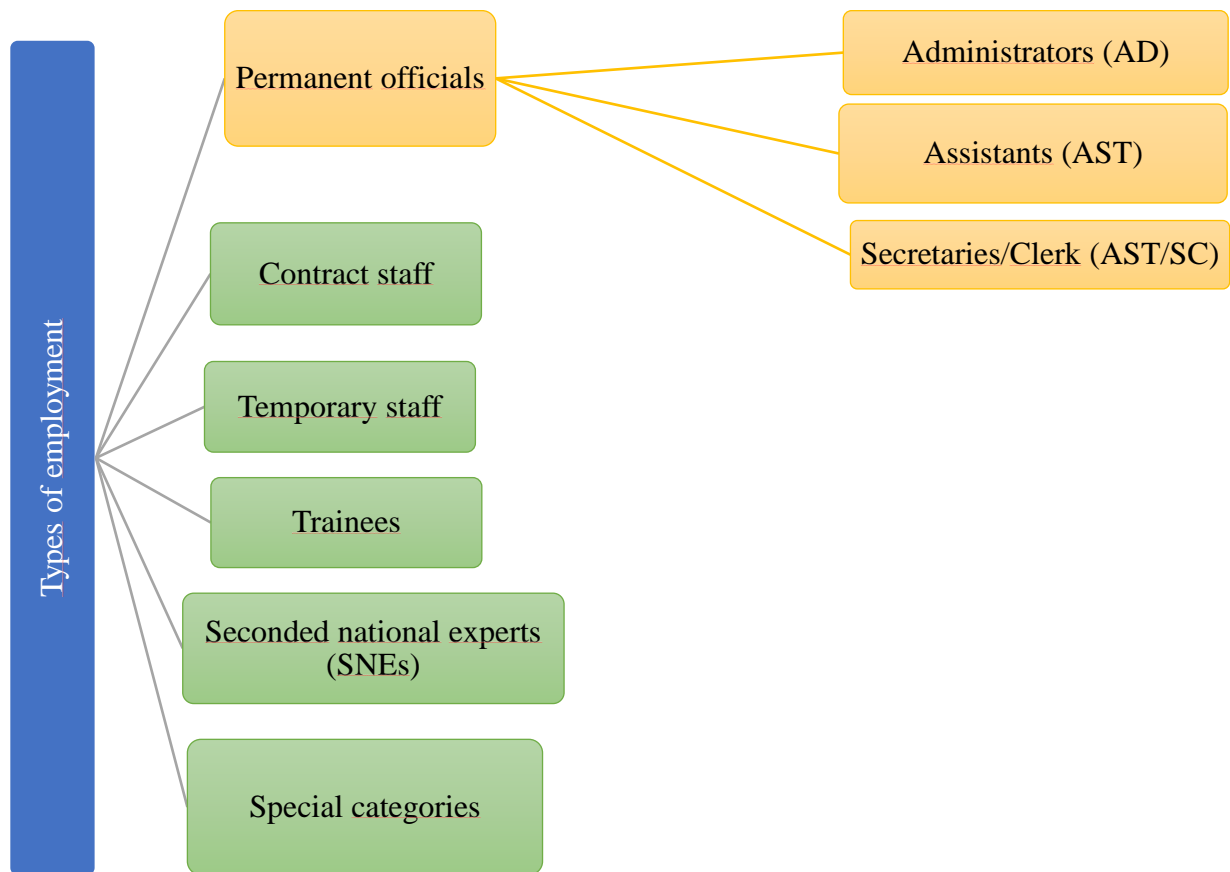 Types of employment
Permanent officials
Administrators (AD)
Assistants (AST)
Secretaries/Clerk (AST/SC)
Contract staff
Temporary staff
Trainees
Seconded national experts
(SNEs)
Special categories